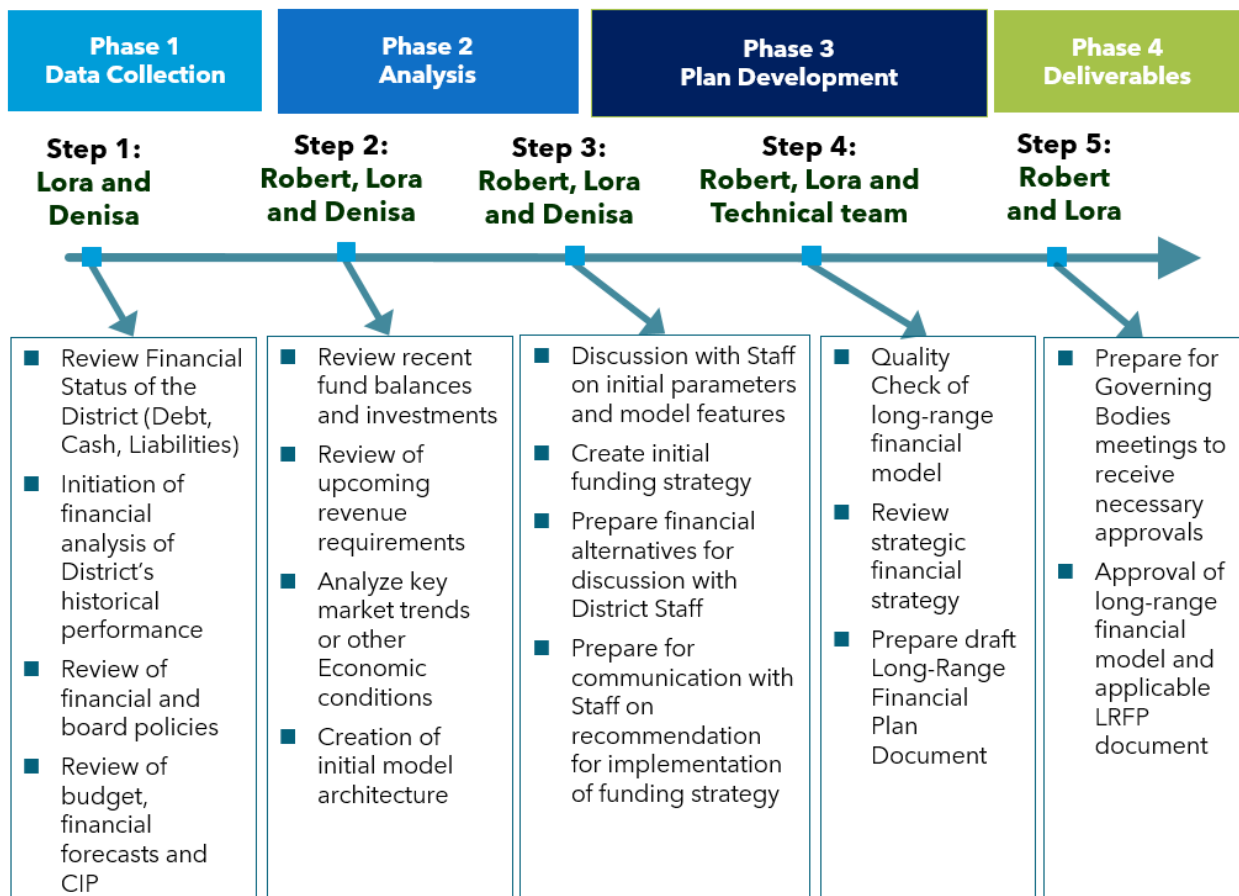 Phase 1
Data Collection
Phase 2
Analysis
Phase 3
Plan Development
Phase 4
Deliverables
Step 1:
Lora and
Denisa
Step 2:
Robert, Lora
and Denisa
Step 3:
Robert, Lora
and Denisa
Step 4:
Robert, Lora and
Technical team
Step 5:
Robert
and Lora
Review Financial
Status of the
District (Debt,
Cash, Liabilities)
Initiation of
financial
analysis of
District's
historical
performance
Review of
financial and
board policies
Review of
budget,
financial
forecasts and
CIP
Review recent
fund balances
and investments
Review of
upcoming
revenue
requirements
Analyze key
market trends
or other
Economic
conditions
Creation of
initial model
architecture
Discussion with Staff
on initial parameters
and model features
Create initial
funding strategy
Prepare financial
alternatives for
discussion with
District Staff
Prepare for
communication with
Staff on
recommendation
for implementation
of funding strategy
Quality
Check of
long-range
financial
model
Review
strategic
financial
strategy
Prepare draft
Long-Range
Financial
Plan
Document
Prepare for
Governing
Bodies
meetings to
receive
necessary
approvals
Approval of
long-range
financial
model and
applicable
LRFP
document